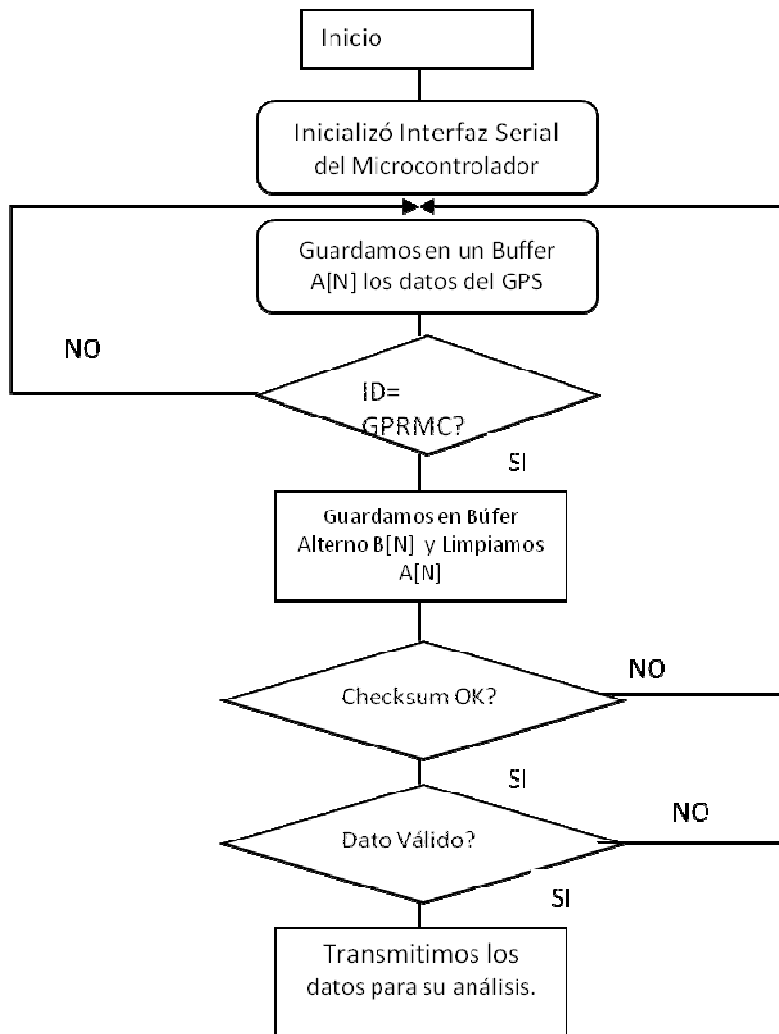 Inicio
Inicializó Interfaz Serial
del Microcontrolador
Guardamos en un Buffer
A[N] los datos del GPS
NO
ID=
GPRMC?
SI
Guardamos en Búfer
Alterno B[N] y Limpiamos
A[N]
NO
Checksum OK?
SI
NO
Dato Válido?
SI
Transmitimos los
datos para su análisis.